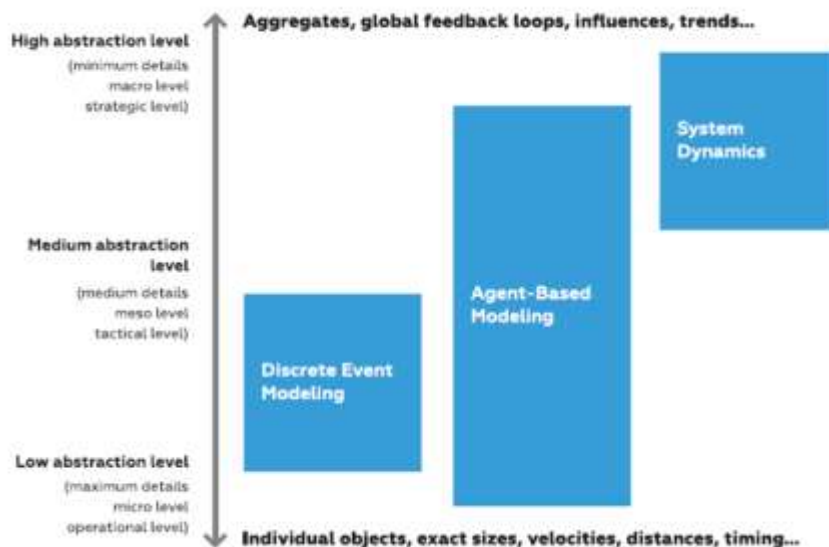 Aggregates, global feedback loops, influences, trends...
High abstraction level
(minimum details
macro level
strategic level)
System
Dynamics
Medium abstraction
level
(medium details
meso level
tactical level)
Agent-Based
Modeling
Discrete Event
Modeling
Low abstraction level
(maximum details
micro level
operational level)
Individual objects, exact sizes, velocities, distances, timing...